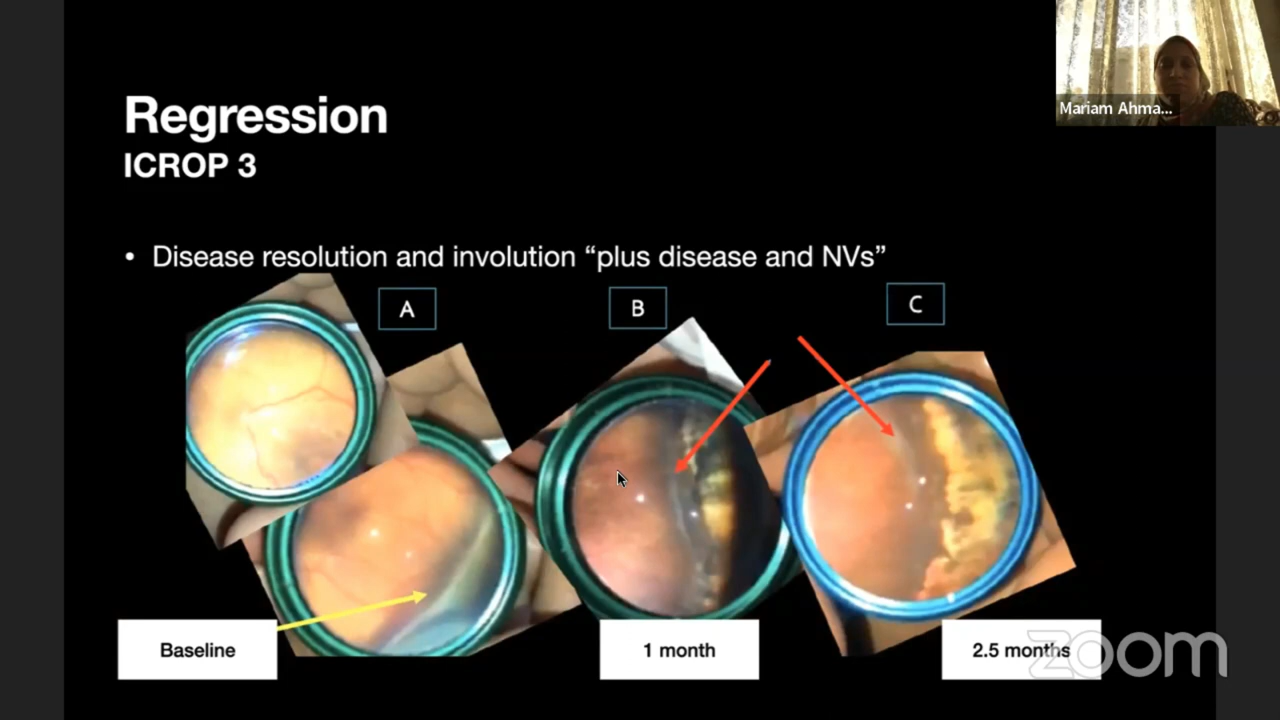 Mariam Ahma...
Regression
ICROP 3
• Disease resolution and involution “plus disease and NVs”
A
B
C
Baseline
1 month
2.5 months
zoom